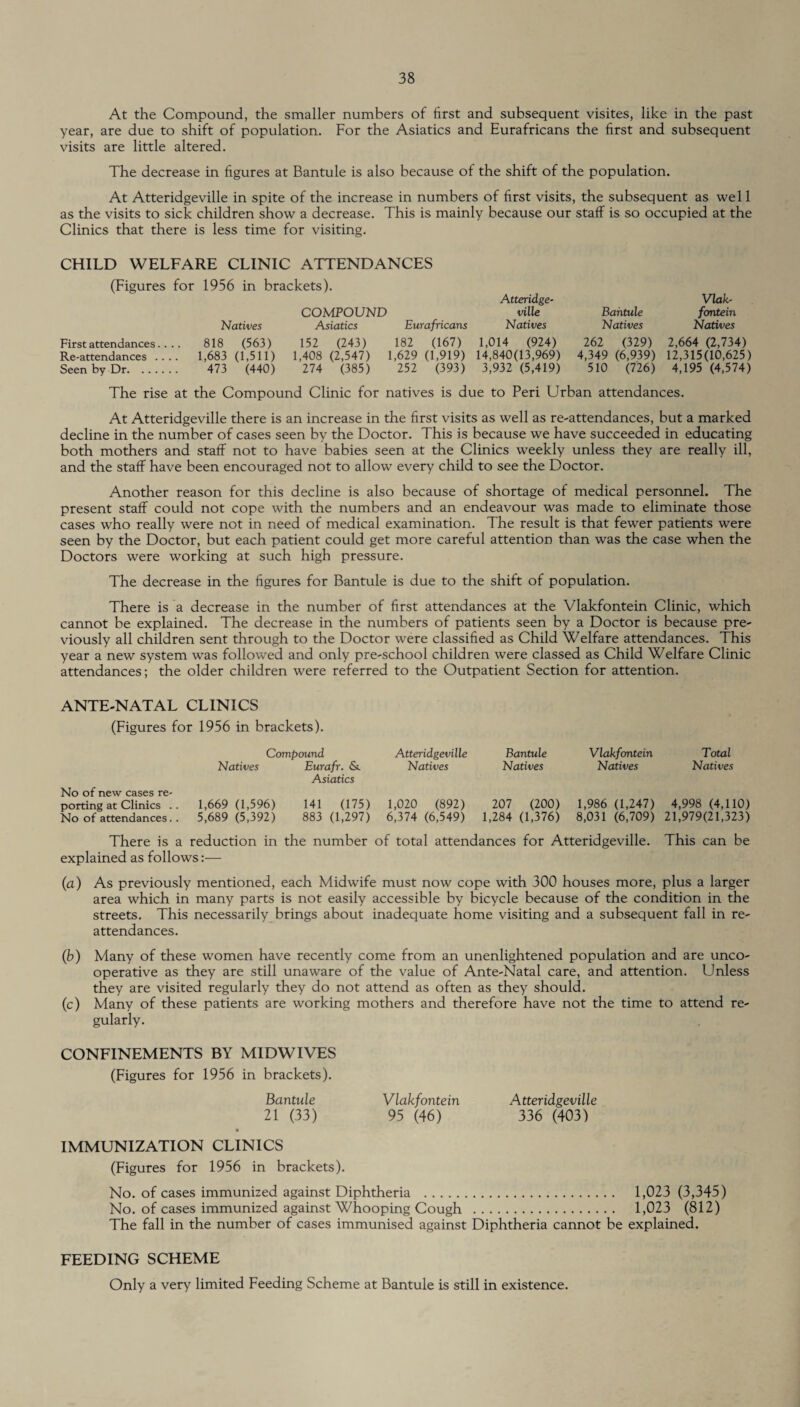 38
At the Compound, the smaller numbers of first and subsequent visites, like in the past
year, are due to shift of population. For the Asiatics and Eurafricans the first and subsequent
visits are little altered.
The decrease in figures at Bantule is also because of the shift of the population.
At Atteridgeville in spite of the increase in numbers of first visits, the subsequent as well
as the visits to sick children show a decrease. This is mainly because our staff is so occupied at the
Clinics that there is less time for visiting.
CHILD WELFARE CLINIC ATTENDANCES
(Figures for 1956 in brackets).
Atteridge- Vlak-
COMPOUND ville Bantule fontein
Natives Asiatics Eurafricans Natives Natives Natives
First attendances.... 818 (563) 152 (243) 182 (167) 1,014 (924) 262 (329) 2,664 (2,734)
Re-attendances .... 1,683 (1,511) 1,408 (2,547) 1,629 (1,919) 14,840(13,969) 4,349 (6,939) 12,315(10,625)
Seen by Dr. ...... 473 (440) 274 (385) 252 (393) 3,932 (5,419) 510 (726) 4,195 (4,574)
The rise at the Compound Clinic for natives is due to Peri Urban attendances.
At Atteridgeville there is an increase in the first visits as well as re-attendances, but a marked
decline in the number of cases seen by the Doctor. This is because we have succeeded in educating
both mothers and staff not to have babies seen at the Clinics weekly unless they are really ill,
and the staff have been encouraged not to allow every child to see the Doctor.
Another reason for this decline is also because of shortage of medical personnel. The
present staff could not cope with the numbers and an endeavour was made to eliminate those
cases who really were not in need of medical examination. The result is that fewer patients were
seen by the Doctor, but each patient could get more careful attention than was the case when the
Doctors were working at such high pressure.
The decrease in the figures for Bantule is due to the shift of population.
There is a decrease in the number of first attendances at the Vlakfontein Clinic, which
cannot be explained. The decrease in the numbers of patients seen by a Doctor is because pre-
viously all children sent through to the Doctor were classified as Child Welfare attendances. This
year a new system was followed and only pre-school children were classed as Child Welfare Clinic
attendances; the older children were referred to the Outpatient Section for attention.
ANTE-NATAL CLINICS
(Figures for 1956 in brackets).
Compound Atteridgeville Bantule Vlakfontein Total
Natives Eurafr. & Natives Natives Natives Natives
Asiatics
No of new cases re-
porting at Clinics .. 1,669 (1,596) 141 (175) 1,020 (892) 207 (200) 1,986 (1,247) 4,998 (4,110)
No of attendances.. 5,689 (5,392) 883 (1,297) 6,374 (6,549) 1,284 (1,376) 8,031 (6,709) 21,979(21,323)
There is a reduction in the number of total attendances for Atteridgeville. This can be
explained as follows:—
(a) As previously mentioned, each Midwife must now cope with 300 houses more, plus a larger
area which in many parts is not easily accessible by bicycle because of the condition in the
streets. This necessarily brings about inadequate home visiting and a subsequent fall in re-
attendances.
(b) Many of these women have recently come from an unenlightened population and are unco-
operative as they are still unaware of the value of Ante-Natal care, and attention. Unless
they are visited regularly they do not attend as often as they should.
(c) Many of these patients are working mothers and therefore have not the time to attend re-
gularly.
CONFINEMENTS BY MIDWIVES
(Figures for 1956 in brackets).
Bantule Vlakfontein Atteridgeville
21 (33) 95 (46) 336 (403)
IMMUNIZATION CLINICS
(Figures for 1956 in brackets).
No. of cases immunized against Diphtheria ........................ 1,023 (3,345)
No. of cases immunized against Whooping Cough .................. 1,023 (812)
The fall in the number of cases immunised against Diphtheria cannot be explained.
FEEDING SCHEME
Only a very limited Feeding Scheme at Bantule is still in existence.